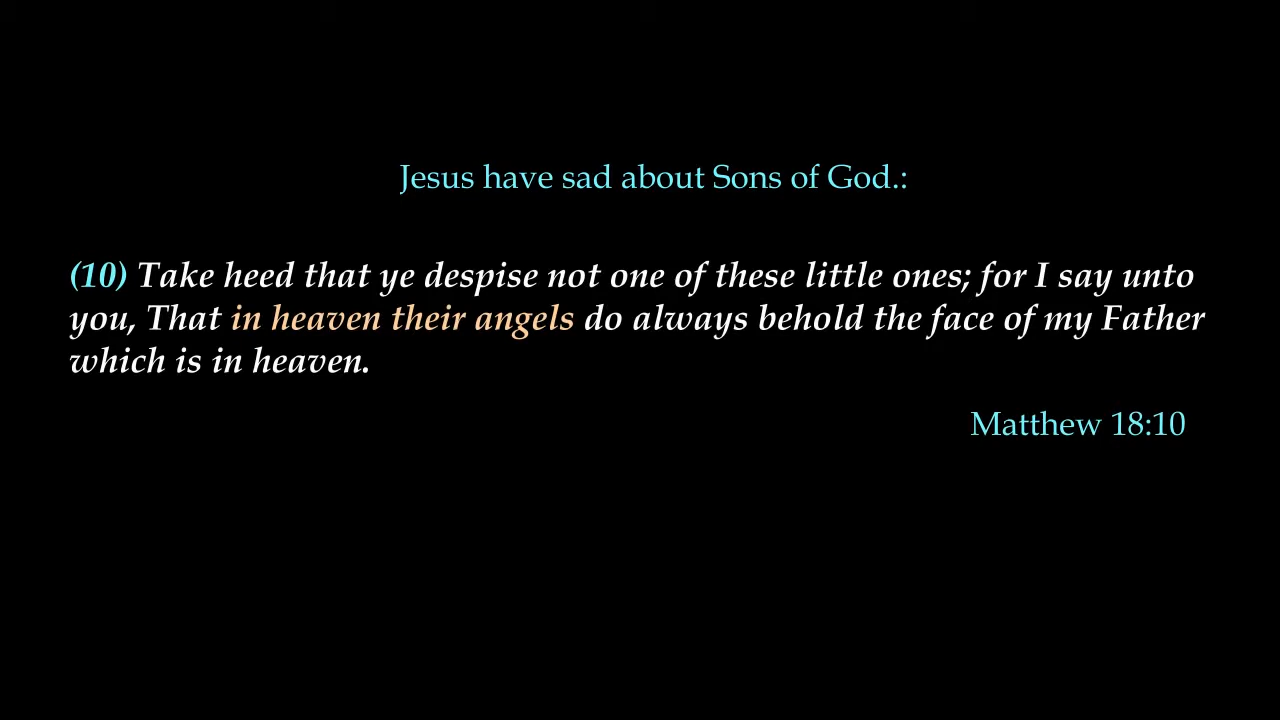 Jesus have sad about Sons of God.:
(10) Take heed that ye despise not one of these little ones; for I say unto
you, That in heaven their angels do always behold the face of my Father
which is in heaven.
Matthew 18:10